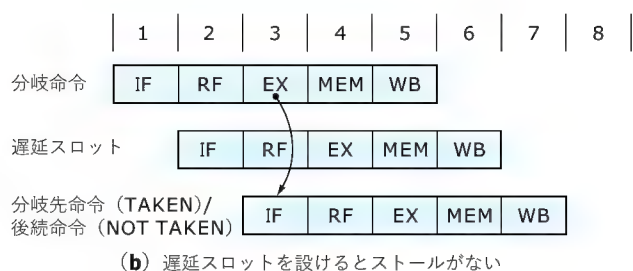 1 2 3 4 5 6 7 8
分岐命令 IF RF EX MEM WB
遅延スロット IF RF EX MEM WB
分岐先命令（TAKEN）/
後続命令（NOT TAKEN） IF RF EX MEM WB
（b）遅延スロットを設けるとストールがない